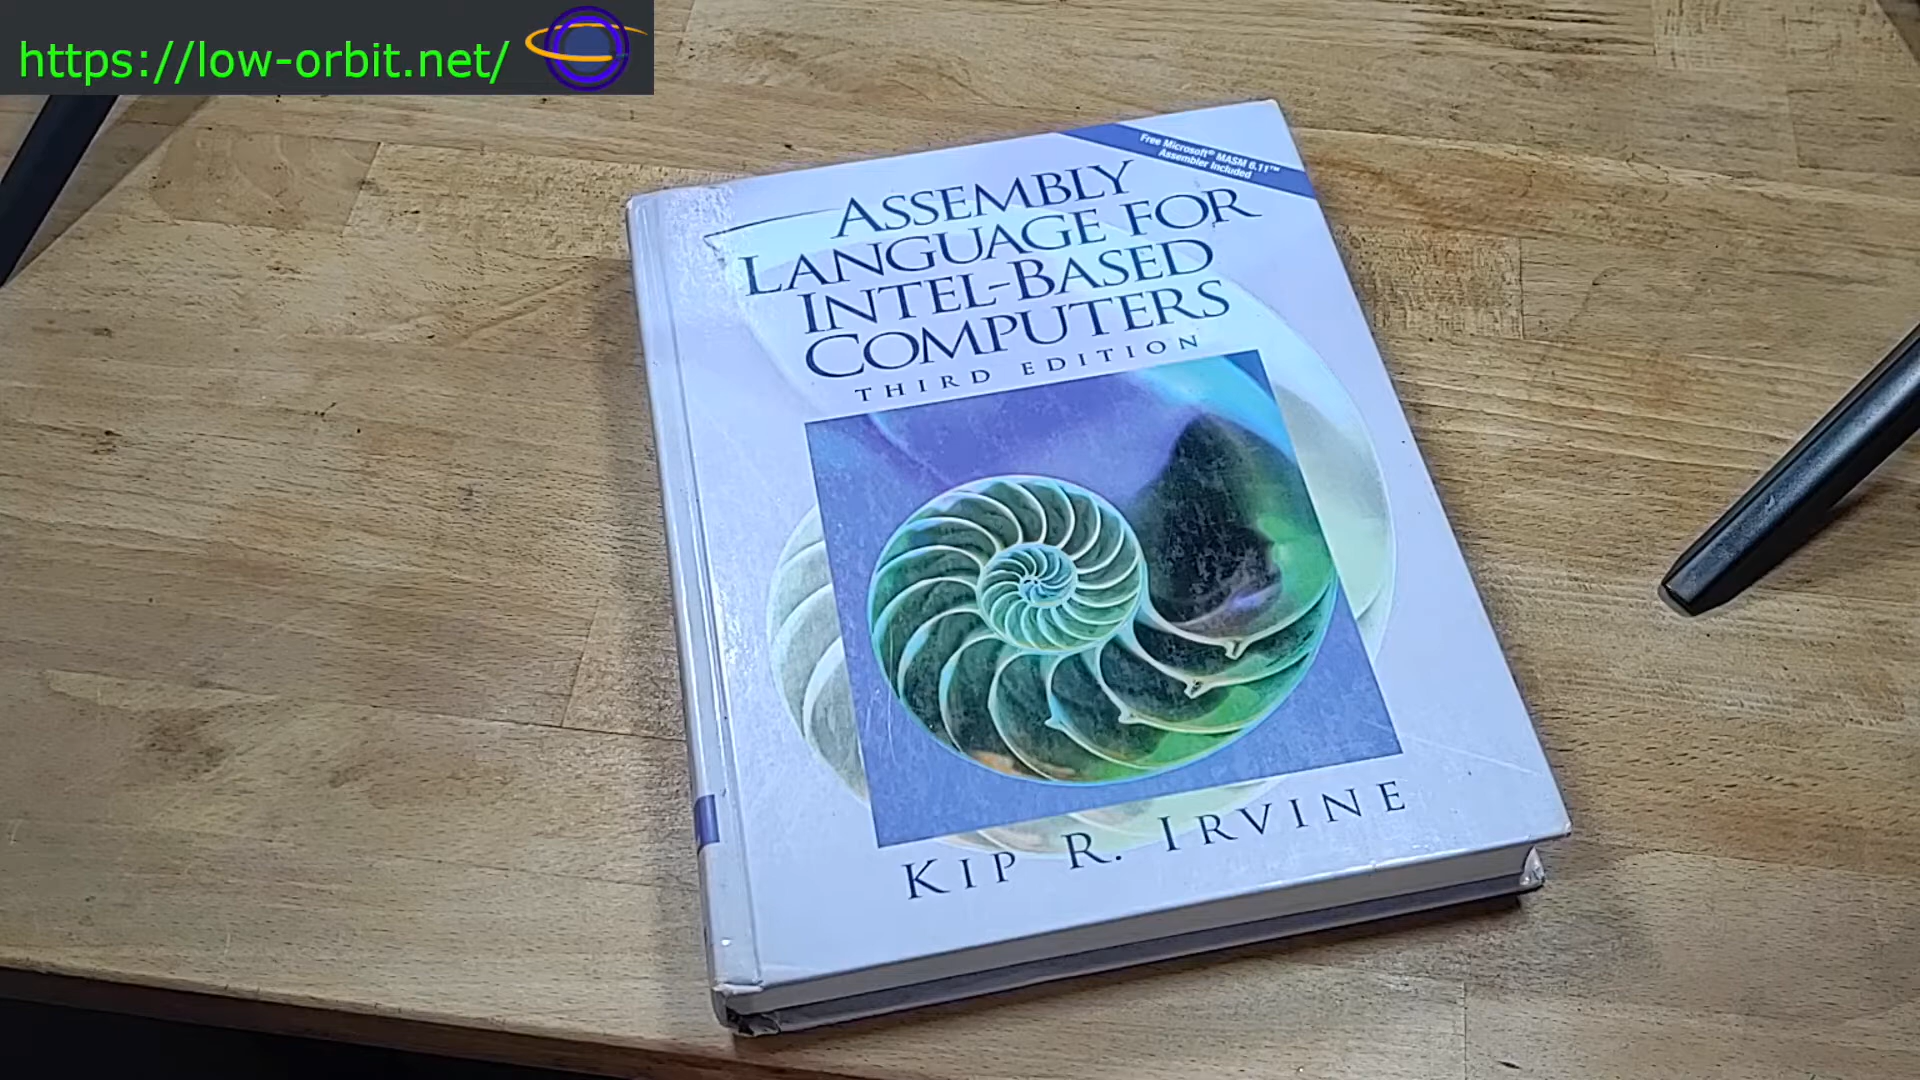 https://low-orbit.net/
Free Microsoft® MASM 6.11™
Assembler Included
ASSEMBLY
LANGUAGE FOR
INTEL-BASED
COMPUTERS
THIRD EDITION
KIP R. IRVINE